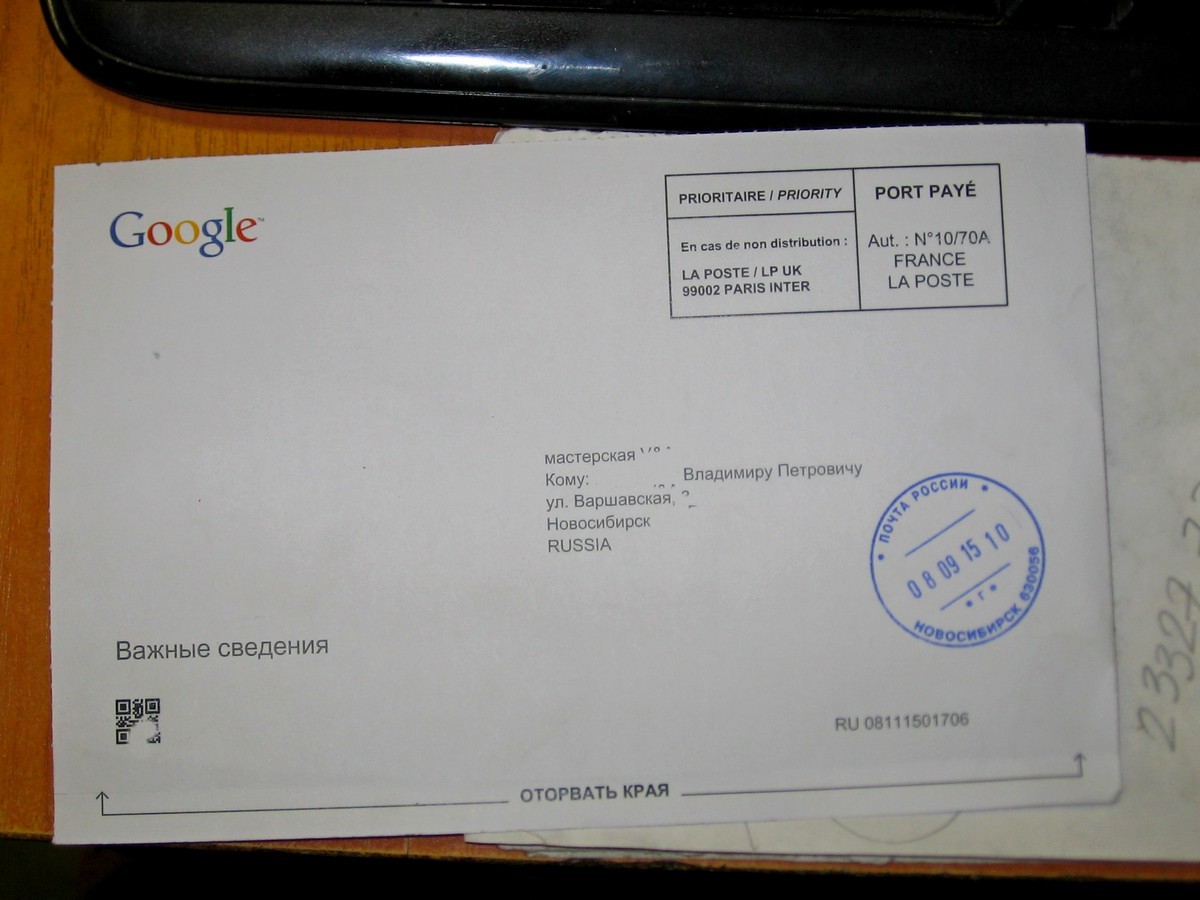 Google™
PRIORITAIRE / PRIORITY
En cas de non distribution :
LA POSTE / LP UK
99002 PARIS INTER
PORT PAYÉ
Aut. : N°10/70A
FRANCE
LA POSTE
мастерская
Кому: Владимиру Петровичу
ул. Варшавская,
Новосибирск
RUSSIA
ПОЧТА РОССИИ
08 09 15 10
г
НОВОСИБИРСК 630056
Важные сведения
RU 08111501706
ОТОРВАТЬ КРАЯ
23327